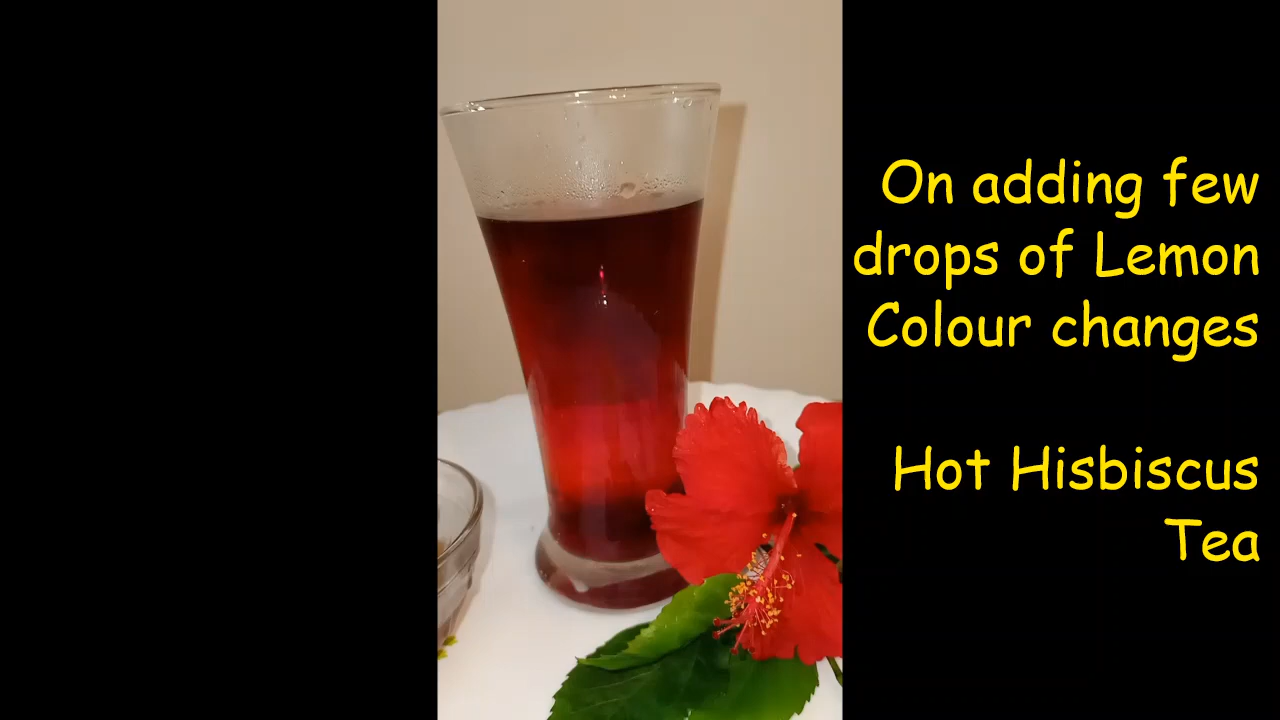 On adding few
drops of Lemon
Colour changes
Hot Hisbiscus
Tea